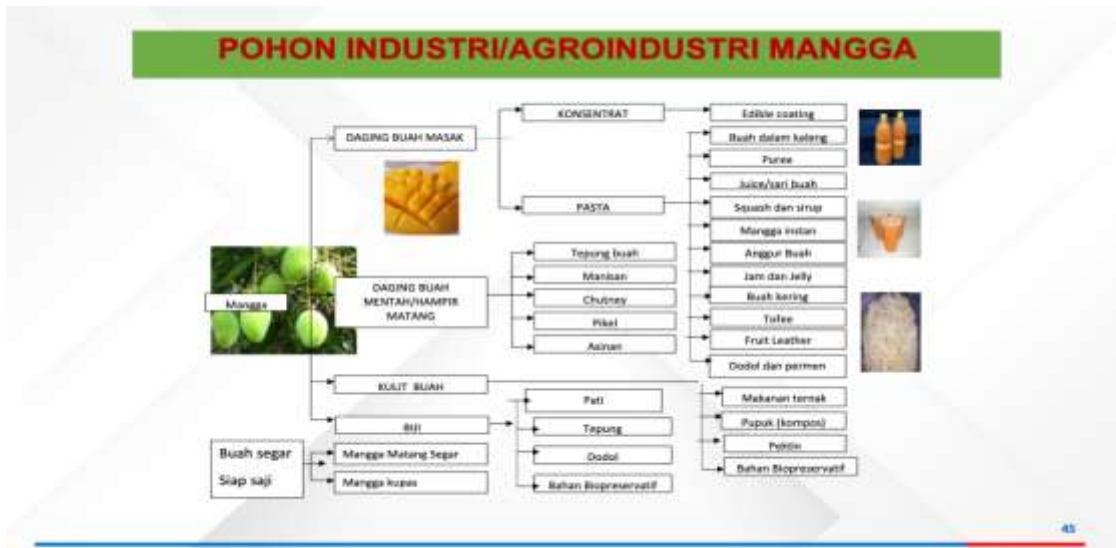 POHON INDUSTRI/AGROINDUSTRI MANGGA
KONSENTRAT
Edible coating
DAGING BUAH MASAK
Buah dalam kaleng
Puree
Juice/sari buah
PASTA
Squash dan sirup
Mangga instan
Tepung buah
Anggur Buah
Manisan
Jam dan Jelly
DAGING BUAH
MENTAH/HAMPIR
MATANG
Mangga
Chutney
Buah kering
Pikel
Toffee
Asinan
Fruit Leather
Dodol dan permen
KULIT BUAH
Makanan ternak
Pati
Pupuk (kompos)
BIJI
Tepung
Pektin
Buah segar
Siap saji
Mangga Matang Segar
Dodol
Bahan Biopreservatif
Mangga kupas
Bahan Biopreservatif
45